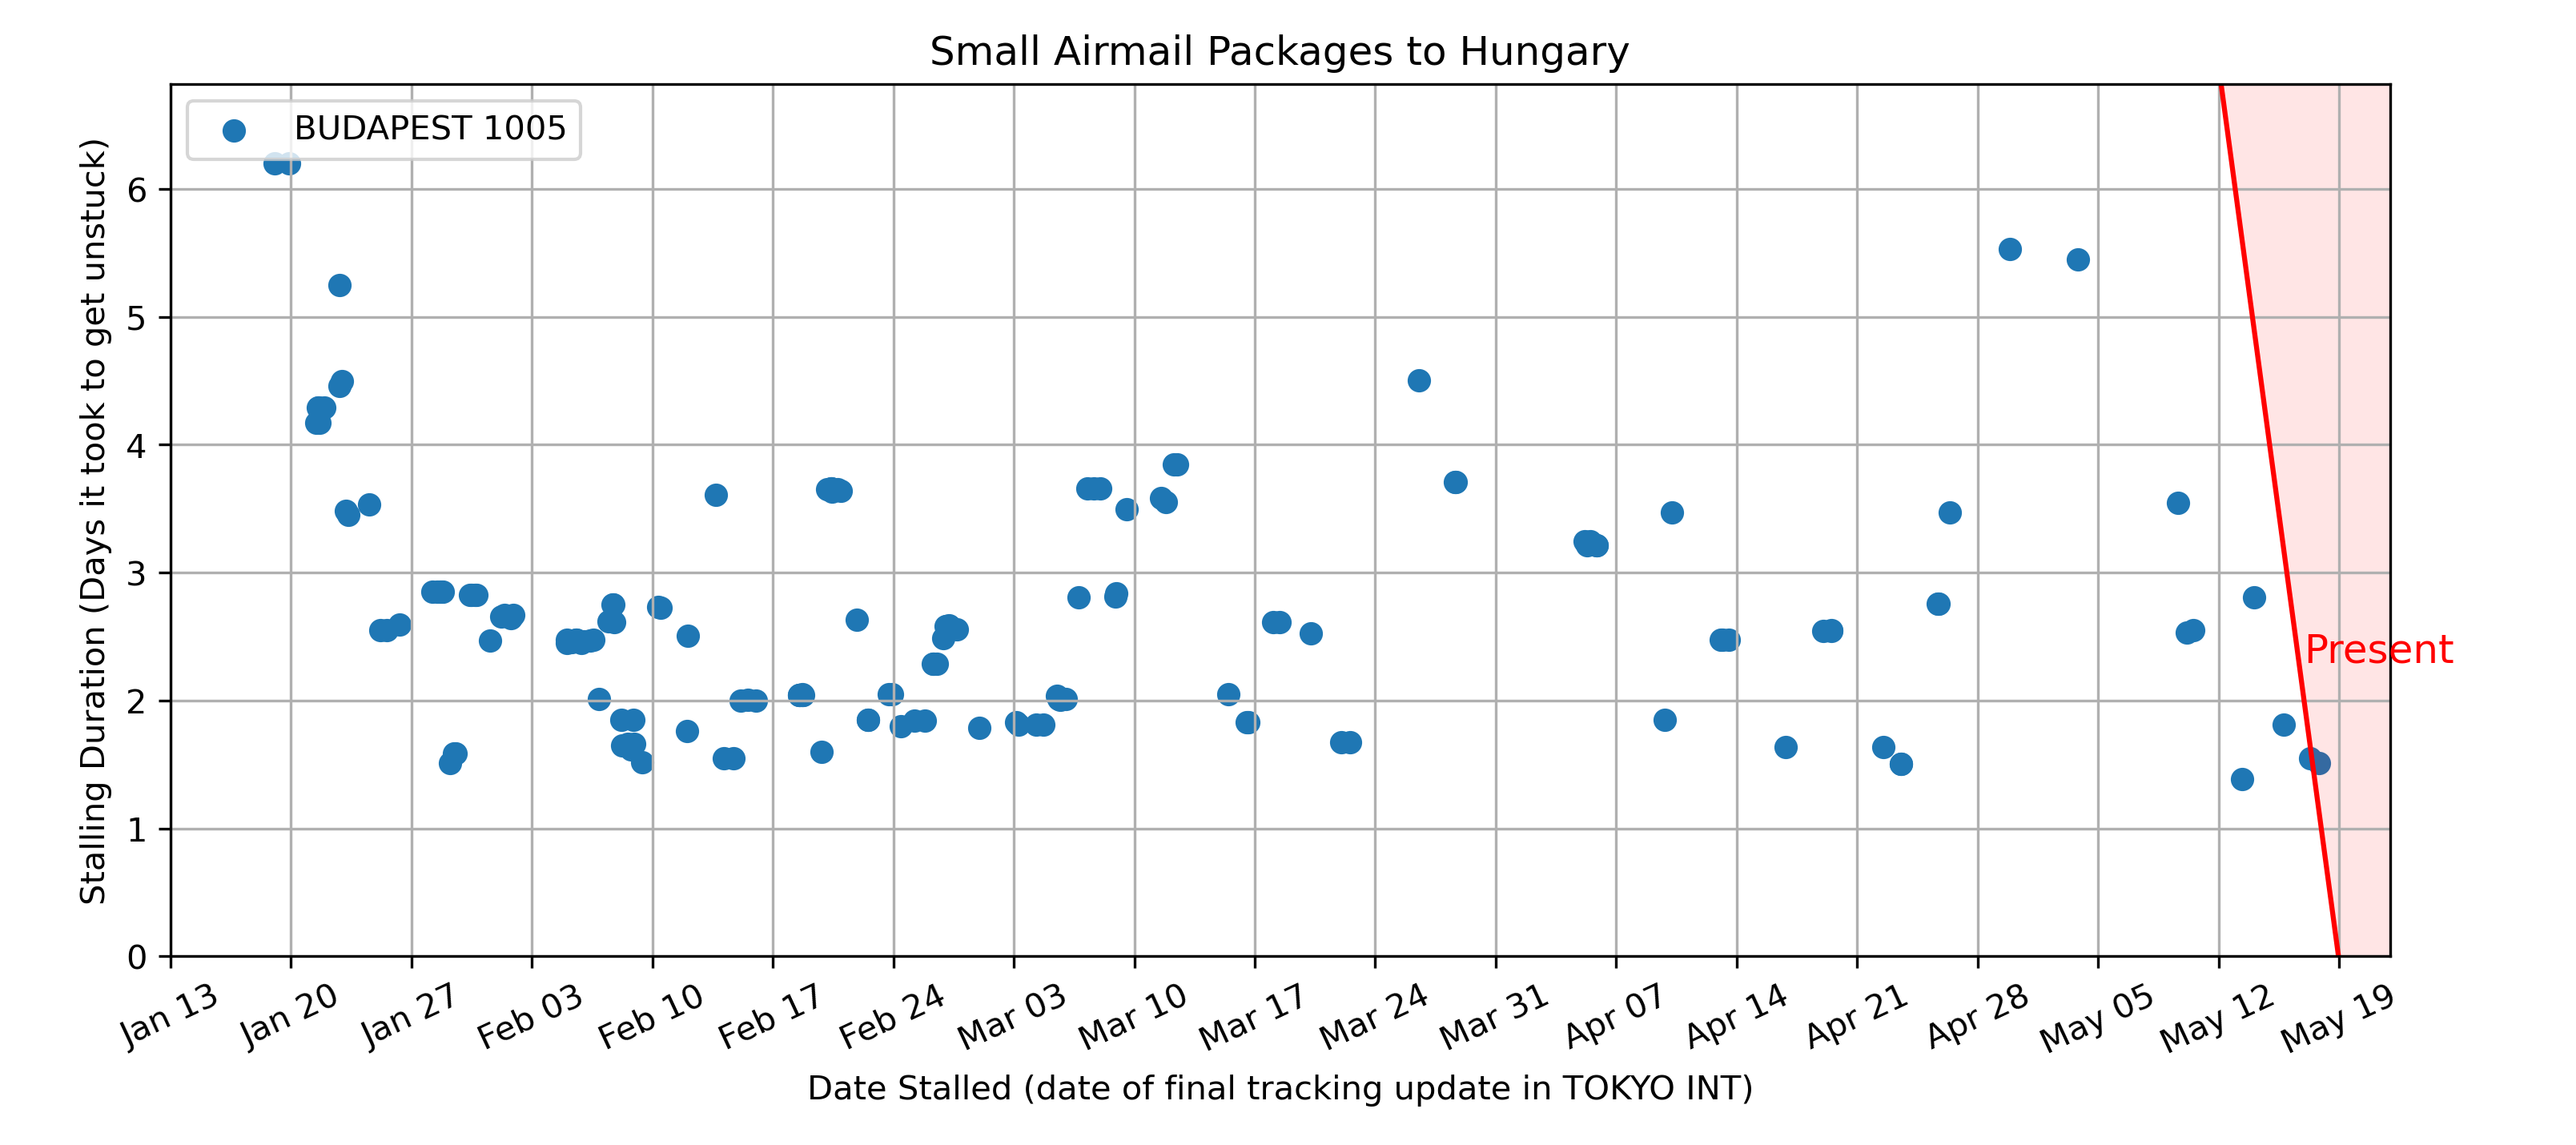 Small Airmail Packages to Hungary
BUDAPEST 1005
Stalling Duration (Days it took to get unstuck)
6
5
4
3
2
1
0
Present
Jan 13
Jan 20
Jan 27
Feb 03
Feb 10
Feb 17
Feb 24
Mar 03
Mar 10
Mar 17
Mar 24
Mar 31
Apr 07
Apr 14
Apr 21
Apr 28
May 05
May 12
May 19
Date Stalled (date of final tracking update in TOKYO INT)